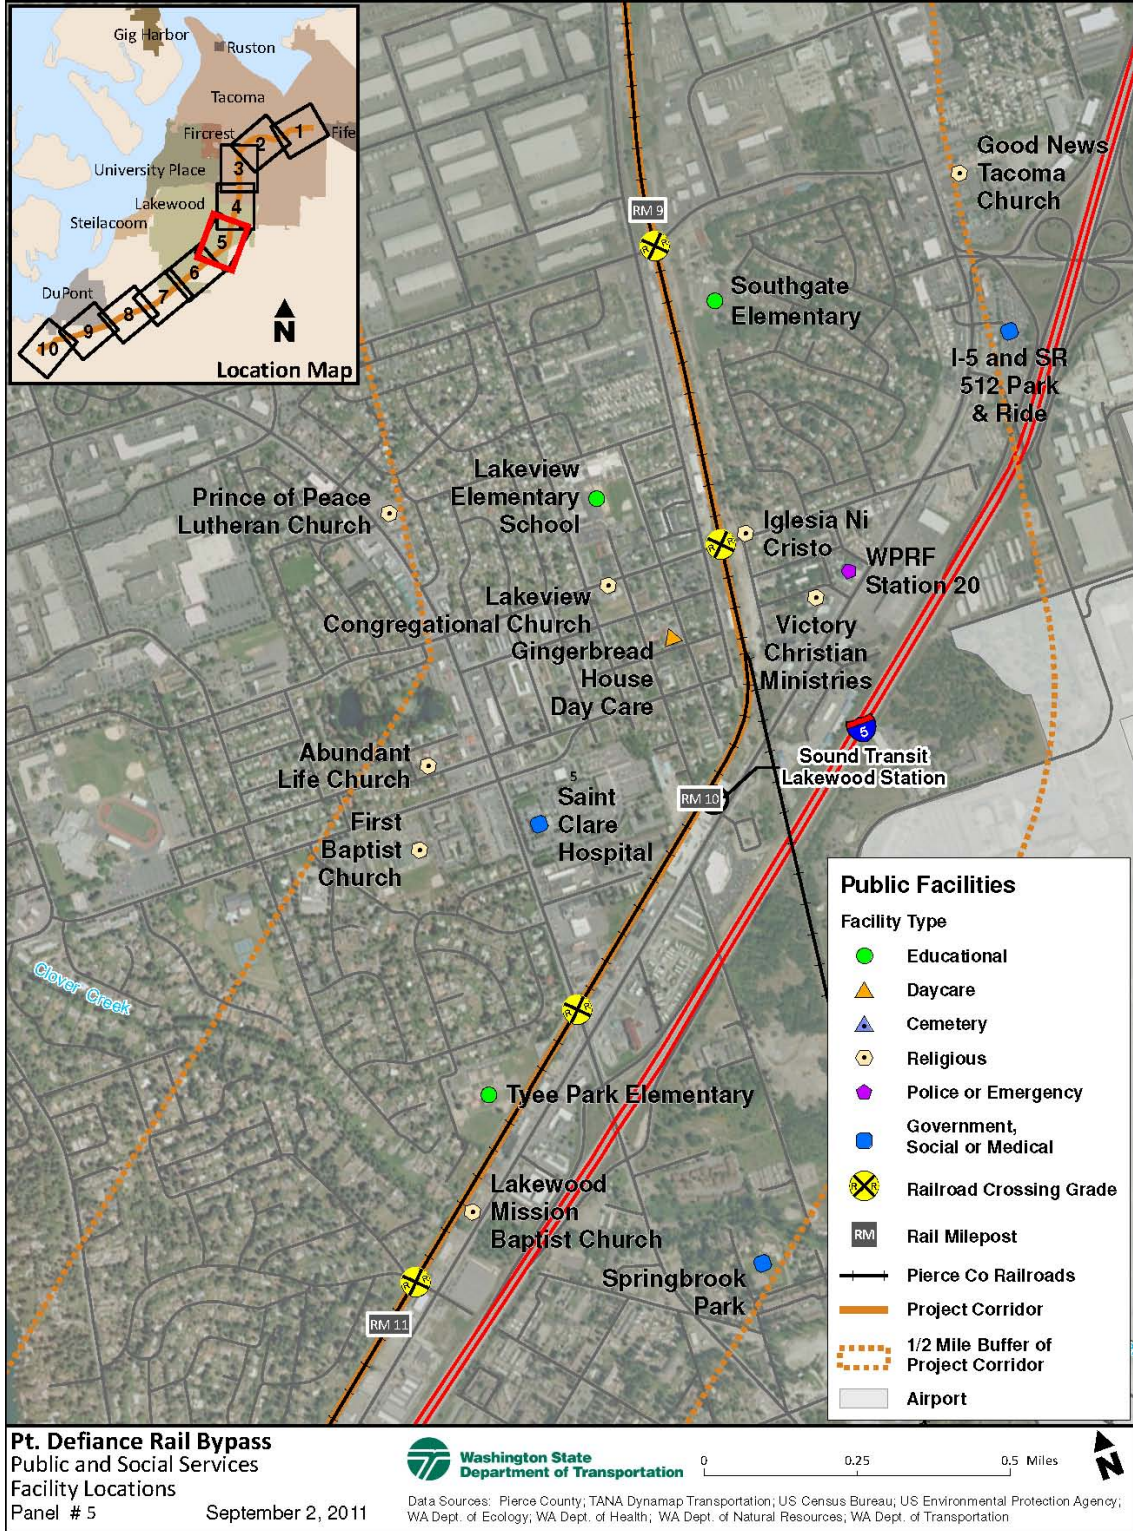 Gig Harbor
Ruston
Tacoma
Fircrest
Fife
University Place
Lakewood
Steilacoom
DuPont
1
2
3
4
5
6
7
8
9
10
N
Location Map
RM 9
Good News
Tacoma
Church
Southgate
Elementary
I-5 and SR
512 Park
& Ride
Lakeview
Elementary
School
Prince of Peace
Lutheran Church
Iglesia Ni
Cristo
WPRF
Station 20
Lakeview
Congregational Church
Victory
Christian
Ministries
Gingerbread
House
Day Care
5
Sound Transit
Lakewood Station
Abundant
Life Church
5
Saint
Clare
Hospital
RM 10
First
Baptist
Church
Clover Creek
Tyee Park Elementary
Lakewood
Mission
Baptist Church
Springbrook
Park
RM 11
Public Facilities
Facility Type
Educational
Daycare
Cemetery
Religious
Police or Emergency
Government,
Social or Medical
R R
Railroad Crossing Grade
RM
Rail Milepost
Pierce Co Railroads
Project Corridor
1/2 Mile Buffer of
Project Corridor
Airport
Pt. Defiance Rail Bypass
Public and Social Services
Facility Locations
Panel # 5
September 2, 2011
Washington State
Department of Transportation
0 0.25 0.5 Miles
N
Data Sources: Pierce County; TANA Dynamap Transportation; US Census Bureau; US Environmental Protection Agency;
WA Dept. of Ecology; WA Dept. of Health; WA Dept. of Natural Resources; WA Dept. of Transportation